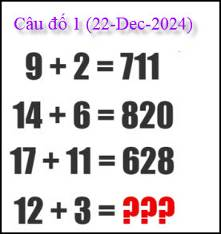 Câu đố 1 (22-Dec-2024)
9 + 2 = 711
14 + 6 = 820
17 + 11 = 628
12 + 3 = ???